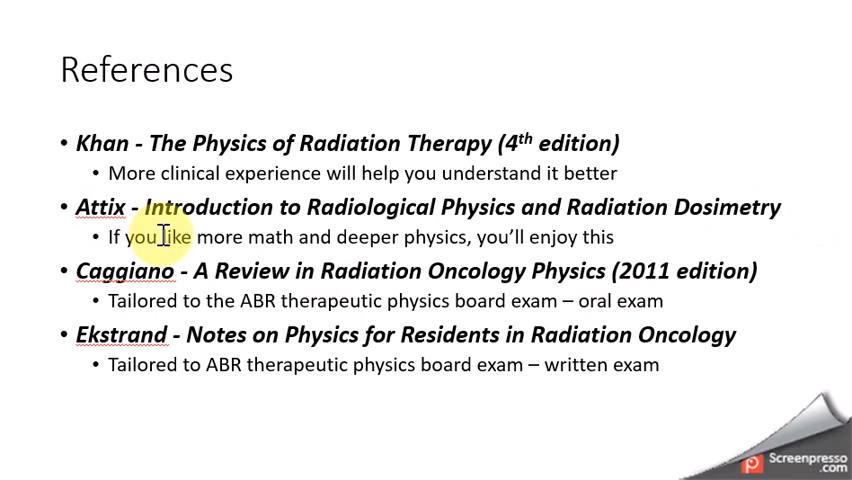 References
• Khan - The Physics of Radiation Therapy (4th edition)
• More clinical experience will help you understand it better
• Attix - Introduction to Radiological Physics and Radiation Dosimetry
• If you like more math and deeper physics, you'll enjoy this
• Caggiano - A Review in Radiation Oncology Physics (2011 edition)
• Tailored to the ABR therapeutic physics board exam – oral exam
• Ekstrand - Notes on Physics for Residents in Radiation Oncology
• Tailored to ABR therapeutic physics board exam – written exam
Screenpresso
.com